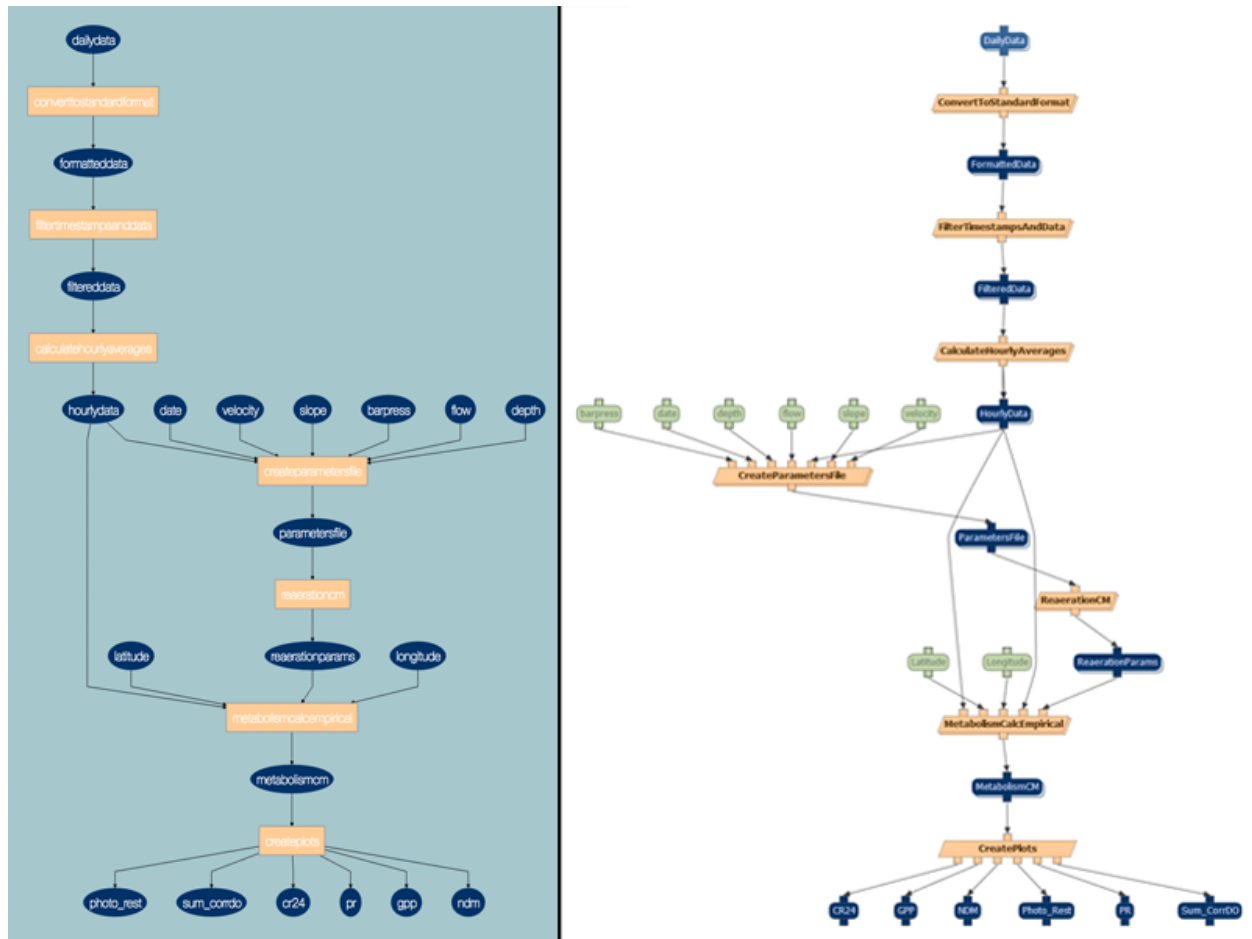 dailydata
converttostandardformat
formatteddata
filtertimestampsanddata
filtereddata
calculatehourlyaverages
hourlydata date velocity slope barpress flow depth
createparametersfile
parametersfile
reaerationcm
latitude reaerationparams longitude
metabolismcalcempirical
metabolismcm
createplots
photo_rest sum_corrdo cr24 pr gpp ndm
DailyData
ConvertToStandardFormat
FormattedData
FilterTimestampsAndData
FilteredData
CalculateHourlyAverages
barpress date depth flow slope velocity HourlyData
CreateParametersFile
ParametersFile
ReaerationCM
Latitude Longitude ReaerationParams
MetabolismCalcEmpirical
MetabolismCM
CreatePlots
CR24 GPP NDM Photo_Rest PR Sum_CorrDO